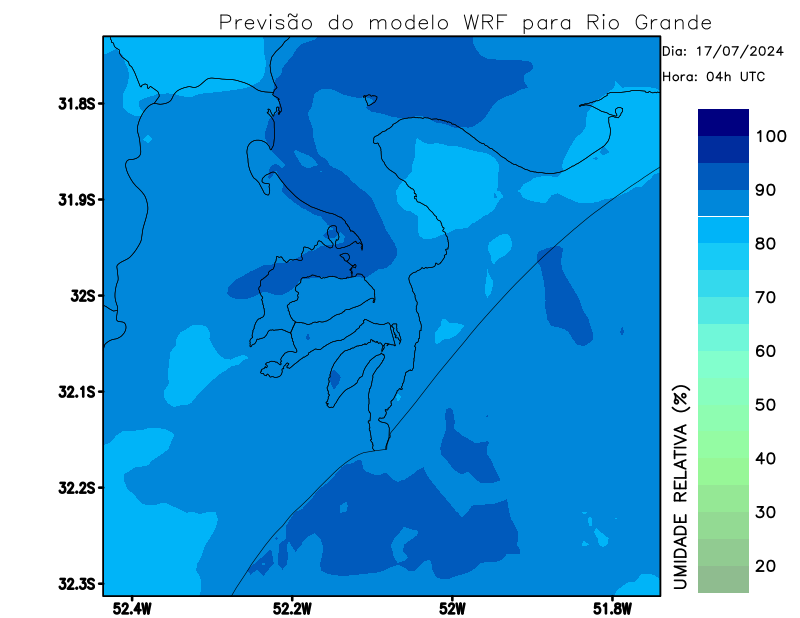 Previsão do modelo WRF para Rio Grande
Dia: 17/07/2024
Hora: 04h UTC
31.8S
31.9S
32S
32.1S
32.2S
32.3S
52.4W
52.2W
52W
51.8W
100
90
80
70
60
50
40
30
20
UMIDADE RELATIVA (%)